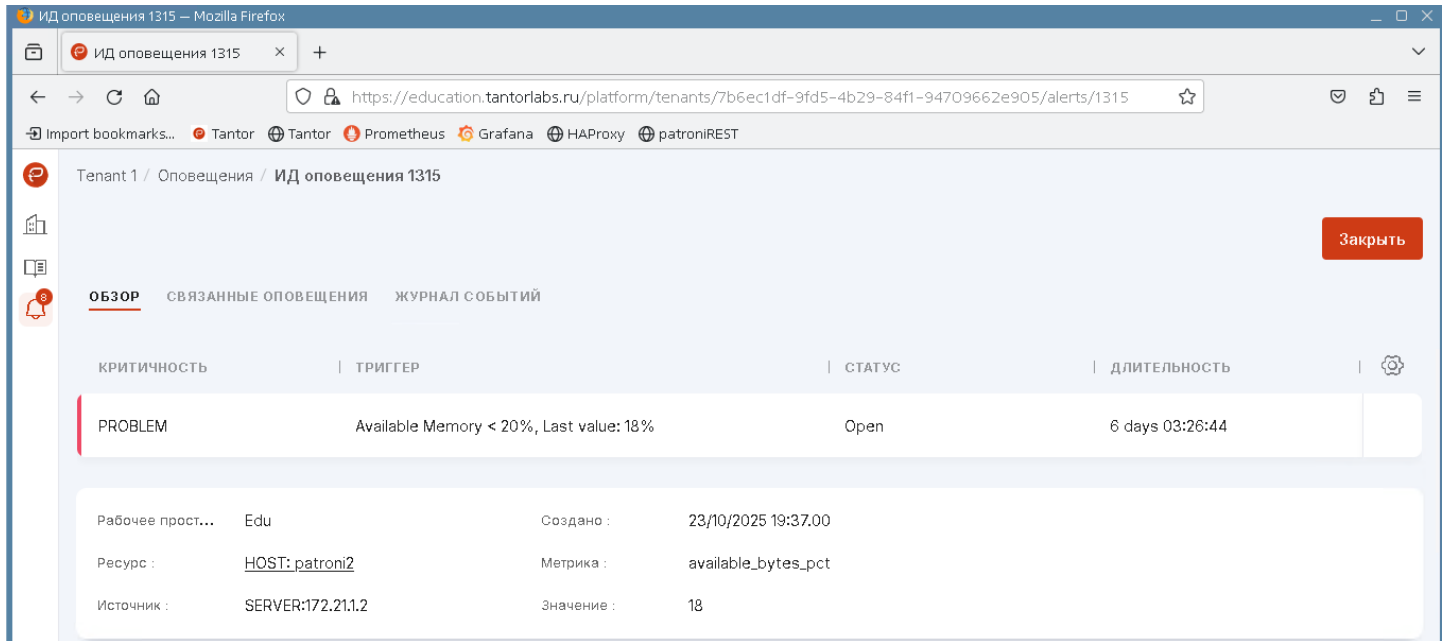 ИД оповещения 1315 — Mozilla Firefox
ИД оповещения 1315
https://education.tantorlabs.ru/platform/tenants/7b6ec1df-9fd5-4b29-84f1-94709662e905/alerts/1315
Import bookmarks... Tantor Tantor Prometheus Grafana HAProxy patroniREST
Tenant 1 / Оповещения / ИД оповещения 1315
Закрыть
8
ОБЗОР СВЯЗАННЫЕ ОПОВЕЩЕНИЯ ЖУРНАЛ СОБЫТИЙ
КРИТИЧНОСТЬ | ТРИГГЕР | СТАТУС | ДЛИТЕЛЬНОСТЬ |
PROBLEM Available Memory < 20%, Last value: 18% Open 6 days 03:26:44
Рабочее прост... Edu Создано : 23/10/2025 19:37.00
Ресурс : HOST: patroni2 Метрика : available_bytes_pct
Источник : SERVER:172.21.1.2 Значение : 18